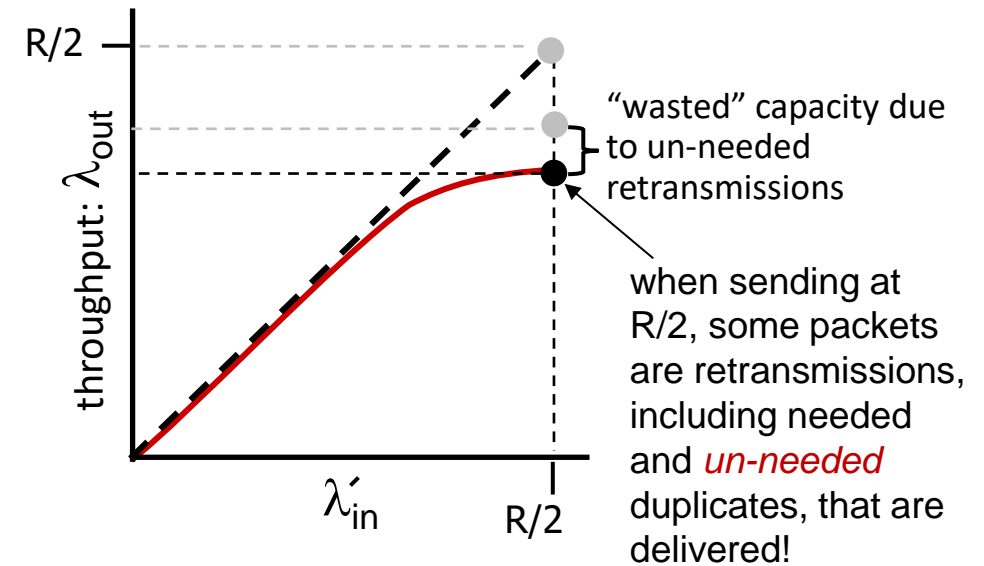 R/2
throughput: λout
“wasted” capacity due
to un-needed
retransmissions
when sending at
R/2, some packets
are retransmissions,
including needed
and un-needed
duplicates, that are
delivered!
λ′in
R/2